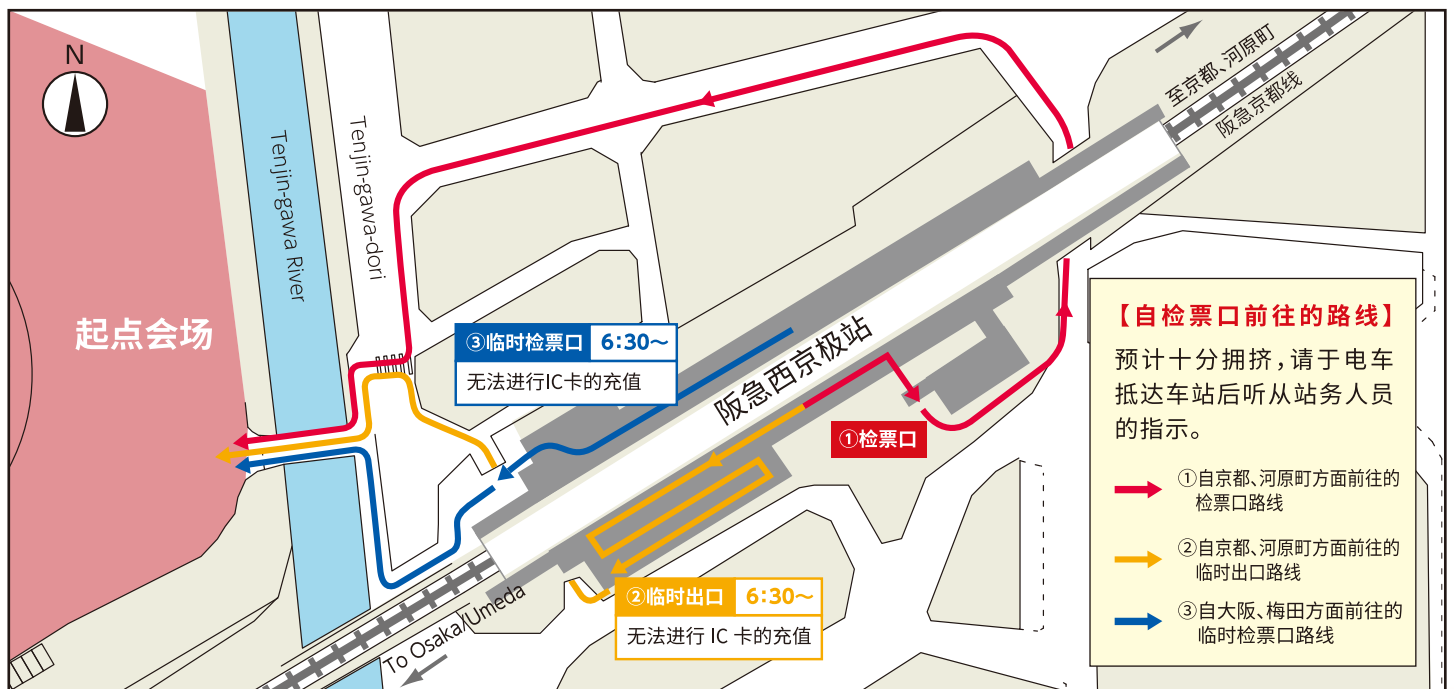 N
Tenjin-gawa River
Tenjin-gawa-dori
起点会场
至京都、河原町
阪急京都线
阪急西京极站
③临时检票口 6:30～
无法进行IC卡的充值
①检票口
②临时出口 6:30～
无法进行 IC 卡的充值
To Osaka/Umeda
【自检票口前往的路线】
预计十分拥挤，请于电车
抵达车站后听从站务人员
的指示。
①自京都、河原町方面前往的
检票口路线
②自京都、河原町方面前往的
临时出口路线
③自大阪、梅田方面前往的
临时检票口路线